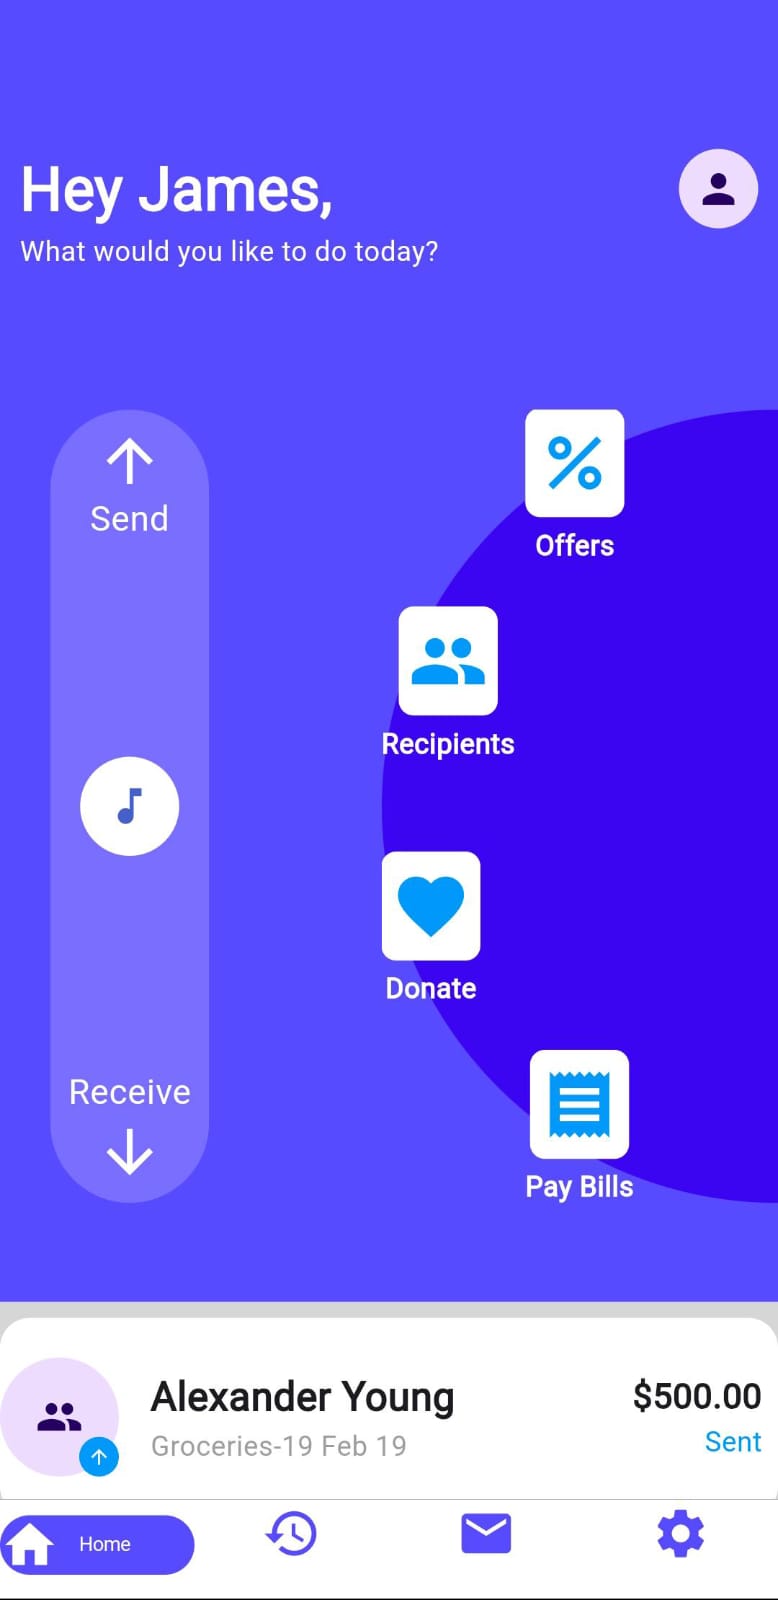 Hey James,
What would you like to do today?
Send
Offers
Recipients
Donate
Receive
Pay Bills
Alexander Young
$500.00
Groceries-19 Feb 19
Sent
Home